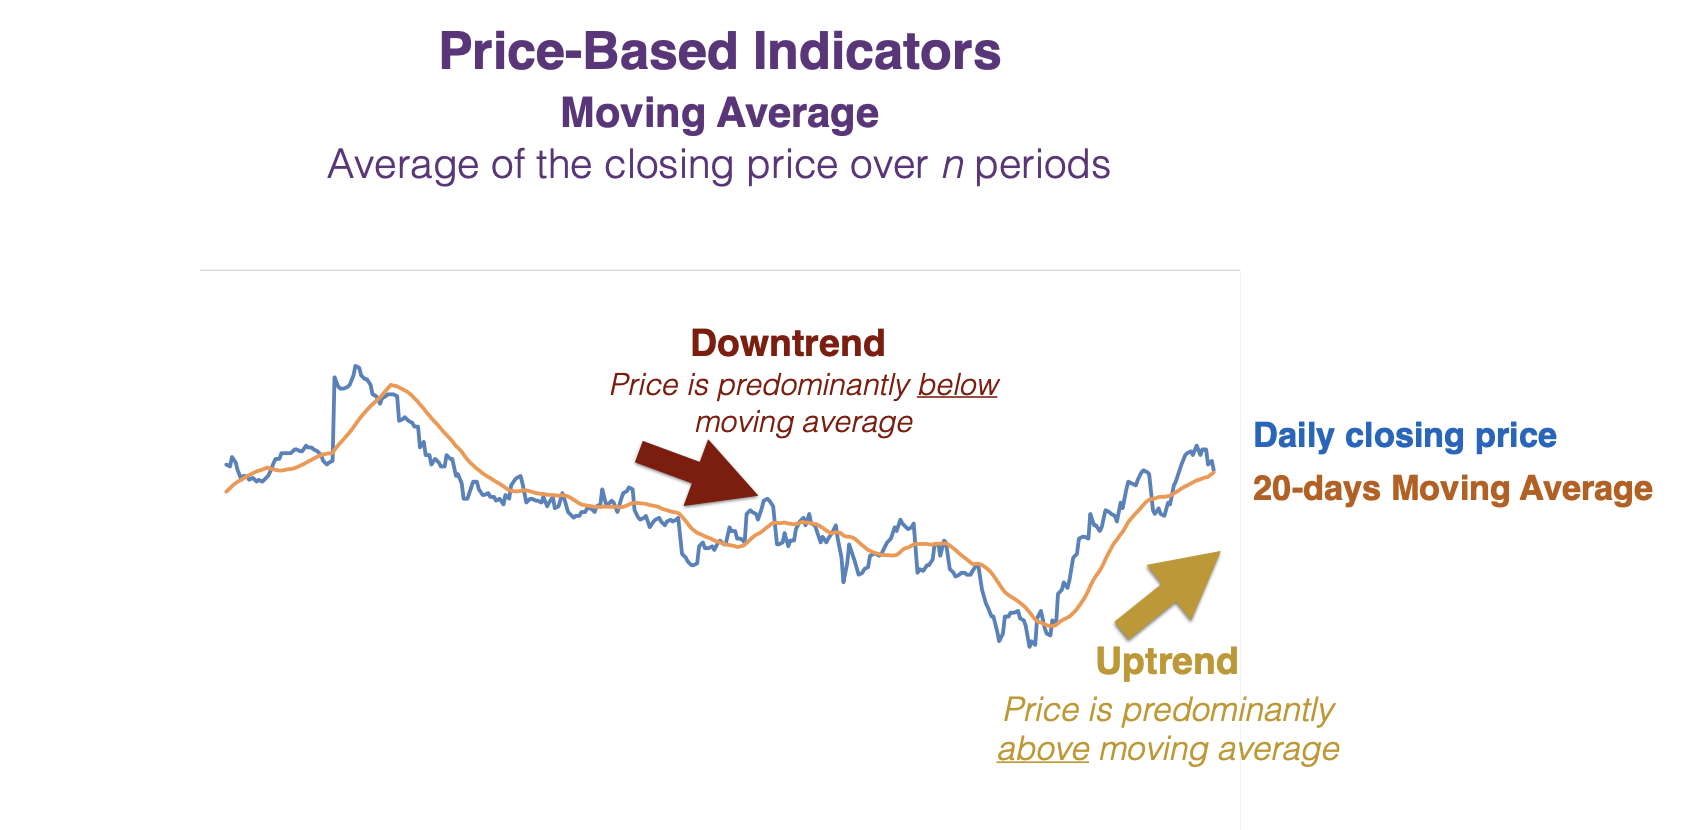 Price-Based Indicators
Moving Average
Average of the closing price over n periods
Downtrend
Price is predominantly below
moving average
Daily closing price
20-days Moving Average
Uptrend
Price is predominantly
above moving average